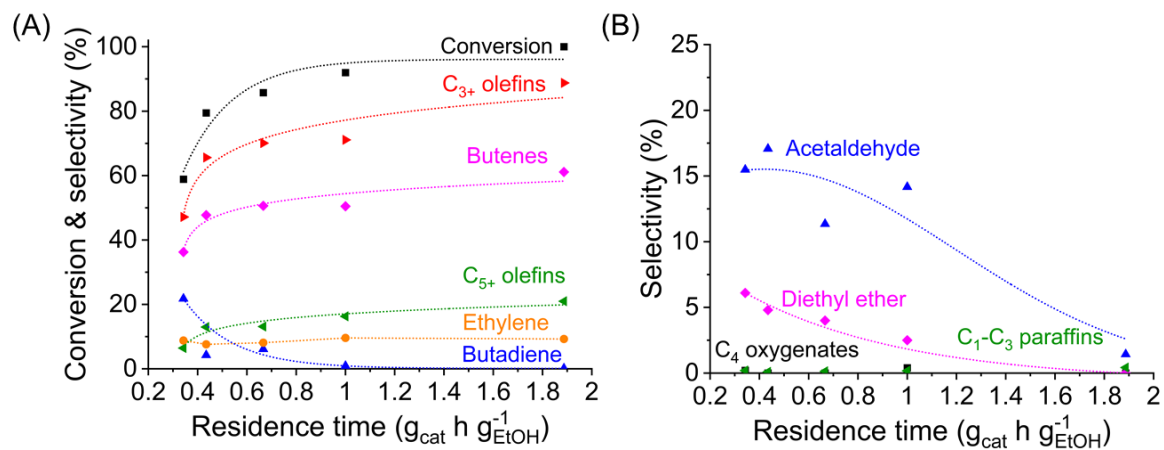 (A)
Conversion & selectivity (%)
100
80
60
40
20
0
Conversion
C3+ olefins
Butenes
C5+ olefins
Ethylene
Butadiene
0.2 0.4 0.6 0.8 1 1.2 1.4 1.6 1.8 2
Residence time (gcat h g-1EtOH)
(B)
Selectivity (%)
25
20
15
10
5
0
Acetaldehyde
Diethyl ether
C4 oxygenates
C1–C3 paraffins
0.2 0.4 0.6 0.8 1 1.2 1.4 1.6 1.8 2
Residence time (gcat h g-1EtOH)